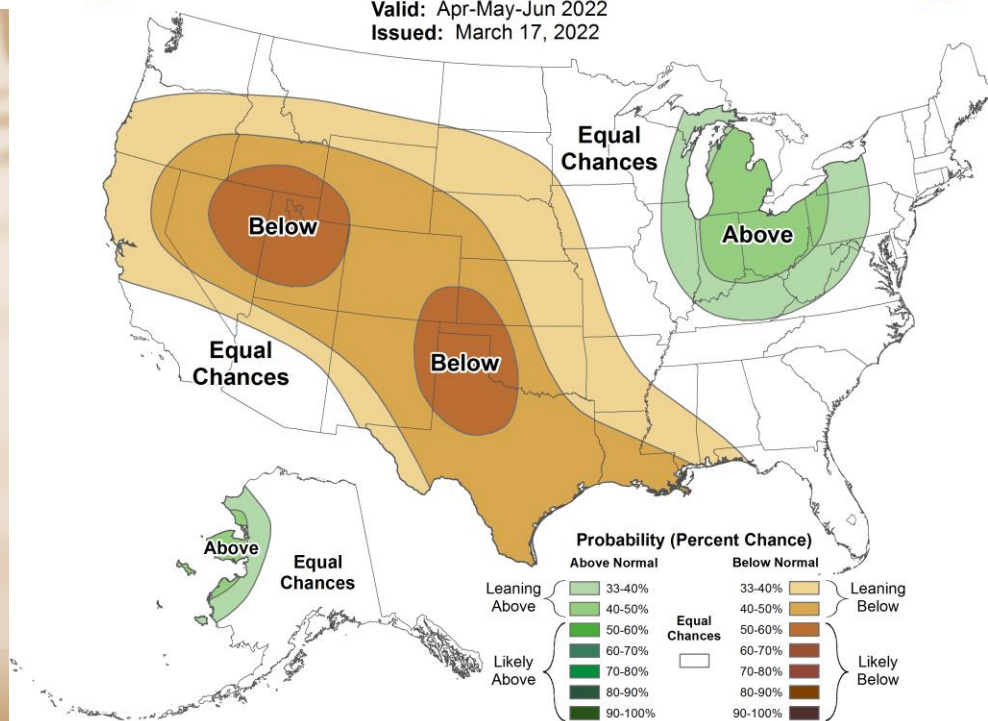 Valid: Apr-May-Jun 2022
Issued: March 17, 2022
Equal
Chances
Below
Above
Equal
Chances
Below
Above
Equal
Chances
Probability (Percent Chance)
Above Normal
Below Normal
Leaning
Above
33-40%
40-50%
Likely
Above
50-60%
60-70%
70-80%
80-90%
90-100%
Equal
Chances
33-40%
40-50%
Leaning
Below
50-60%
60-70%
70-80%
80-90%
90-100%
Likely
Below